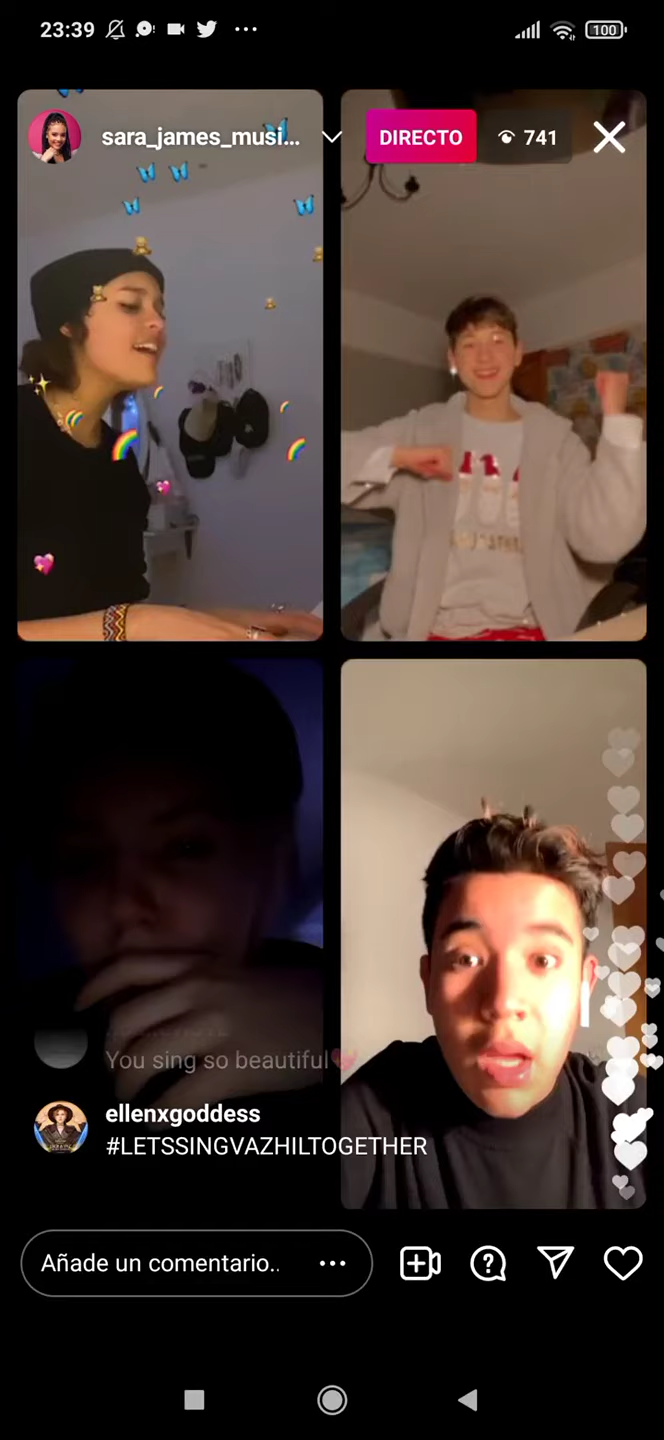 23:39
100
sara_james_musi...
DIRECTO
741
You sing so beautiful💖
ellenxgoddess
#LETSSINGVAZHILTOGETHER
Añade un comentario..